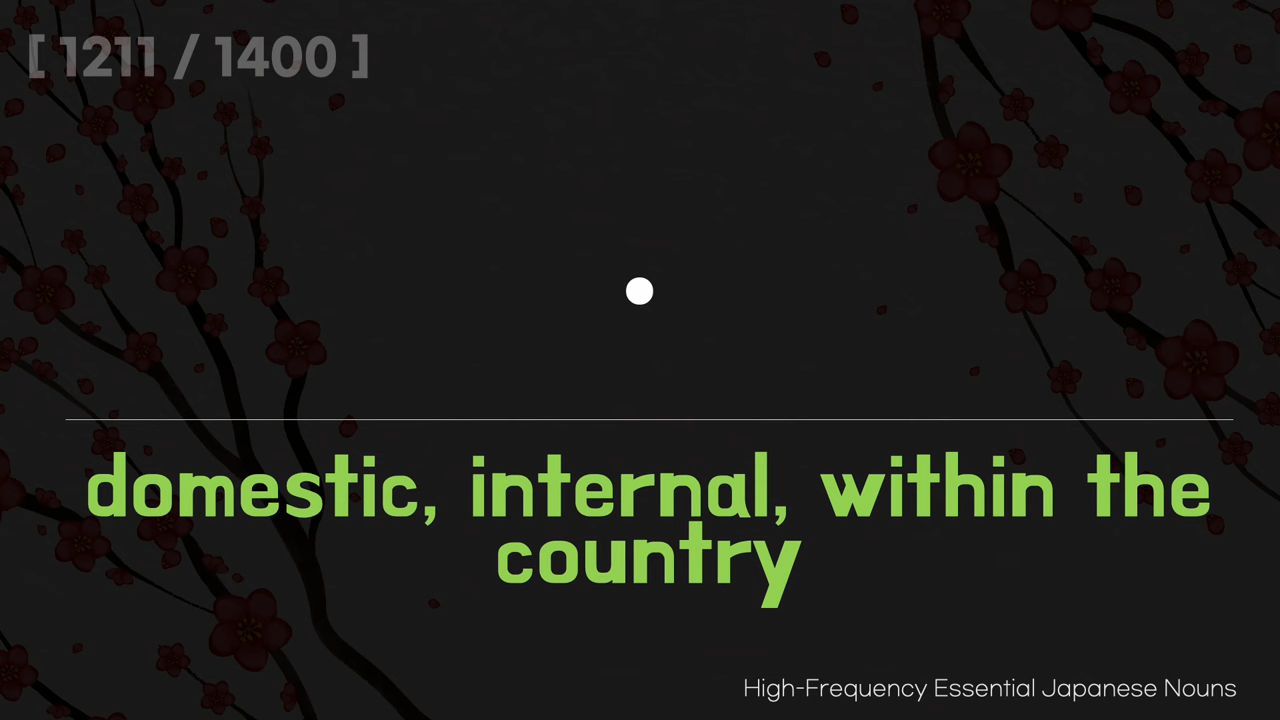 [ 1211 / 1400 ]
domestic, internal, within the
country
High-Frequency Essential Japanese Nouns